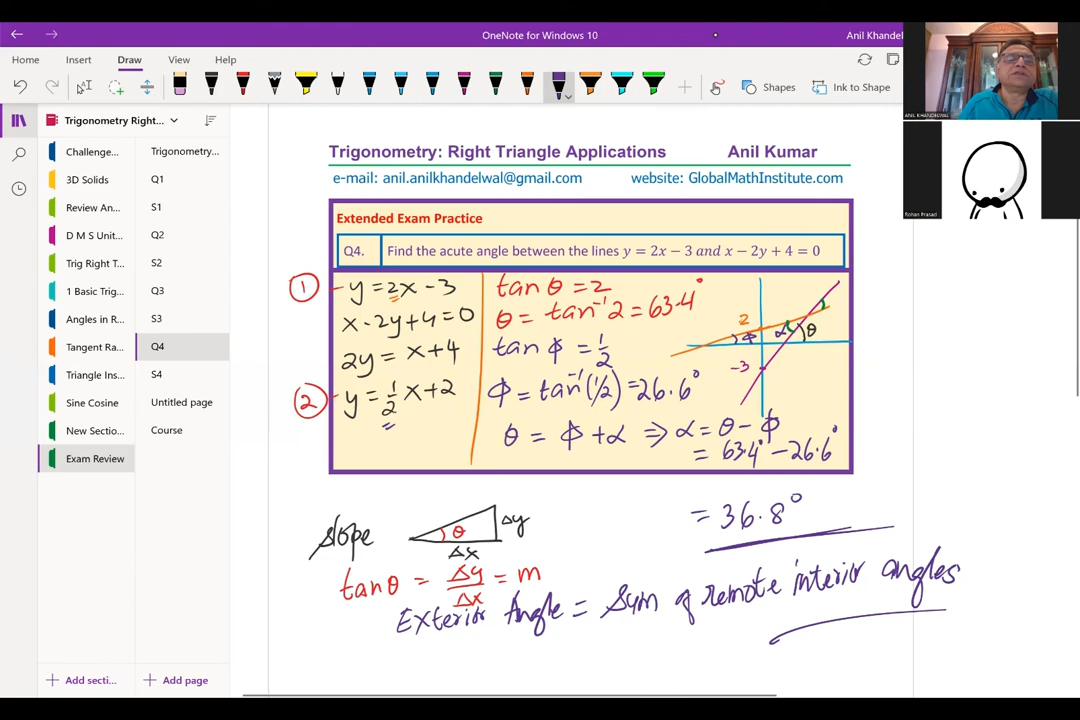 OneNote for Windows 10
Anil Khandel
Home Insert Draw View Help
Shapes
Ink to Shape
Trigonometry Right...
Challenge...
3D Solids
Review An...
D M S Unit...
Trig Right T...
1 Basic Trig...
Angles in R...
Tangent Ra...
Triangle Ins...
Sine Cosine
New Sectio...
Exam Review
Add secti...
Trigonometry...
Q1
S1
Q2
S2
Q3
S3
Q4
S4
Untitled page
Course
Add page
Trigonometry: Right Triangle Applications Anil Kumar
e-mail: anil.anilkhandelwal@gmail.com website: GlobalMathInstitute.com
Extended Exam Practice
Q4. Find the acute angle between the lines y = 2x − 3 and x − 2y + 4 = 0
① y = 2x - 3
x - 2y + 4 = 0
2y = x + 4
② y = 1/2 x + 2
tan θ = 2
θ = tan⁻¹ 2 = 63.4°
tan ϕ = 1/2
ϕ = tan⁻¹(1/2) = 26.6°
θ = ϕ + α ⇒ α = θ - ϕ
= 63.4° - 26.6°
= 36.8°
2
ϕ α θ
-3
slope
θ
Δy
Δx
tanθ = Δy/Δx = m
Exterior Angle = Sum of remote interior angles
ANIL KHANDELWAL
Rohan Prasad